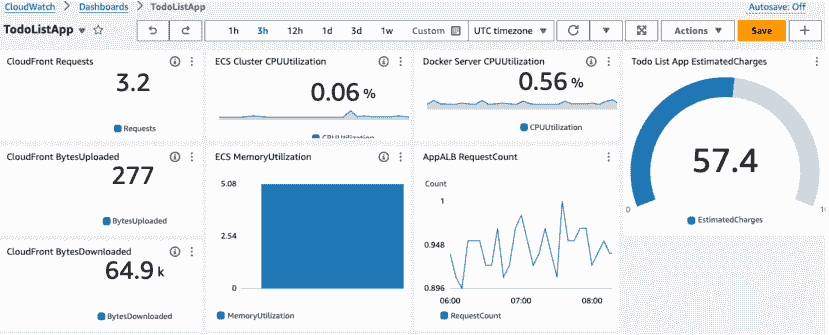 CloudWatch > Dashboards > TodoListApp
Autosave: Off
TodoListApp
1h 3h 12h 1d 3d 1w Custom UTC timezone Actions Save +
CloudFront Requests
3.2
Requests
ECS Cluster CPUUtilization
0.06 %
CPUUtilization
Docker Server CPUUtilization
0.56 %
CPUUtilization
Todo List App EstimatedCharges
57.4
0
EstimatedCharges
CloudFront BytesUploaded
277
BytesUploaded
ECS MemoryUtilization
5.08
2.54
0
MemoryUtilization
AppALB RequestCount
Count
1
0.948
0.896
06:00 07:00 08:00
RequestCount
CloudFront BytesDownloaded
64.9 k
BytesDownloaded